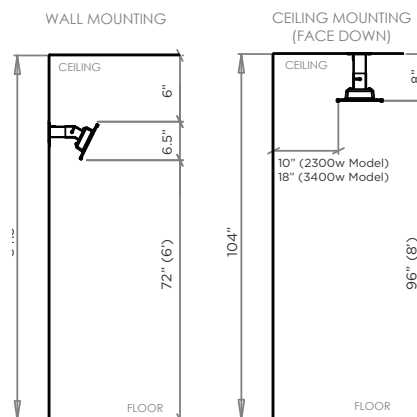 WALL MOUNTING
CEILING MOUNTING
(FACE DOWN)
CEILING
6"
6.5"
72" (6')
FLOOR
CEILING
8"
10" (2300w Model)
18" (3400w Model)
104"
96" (8')
FLOOR